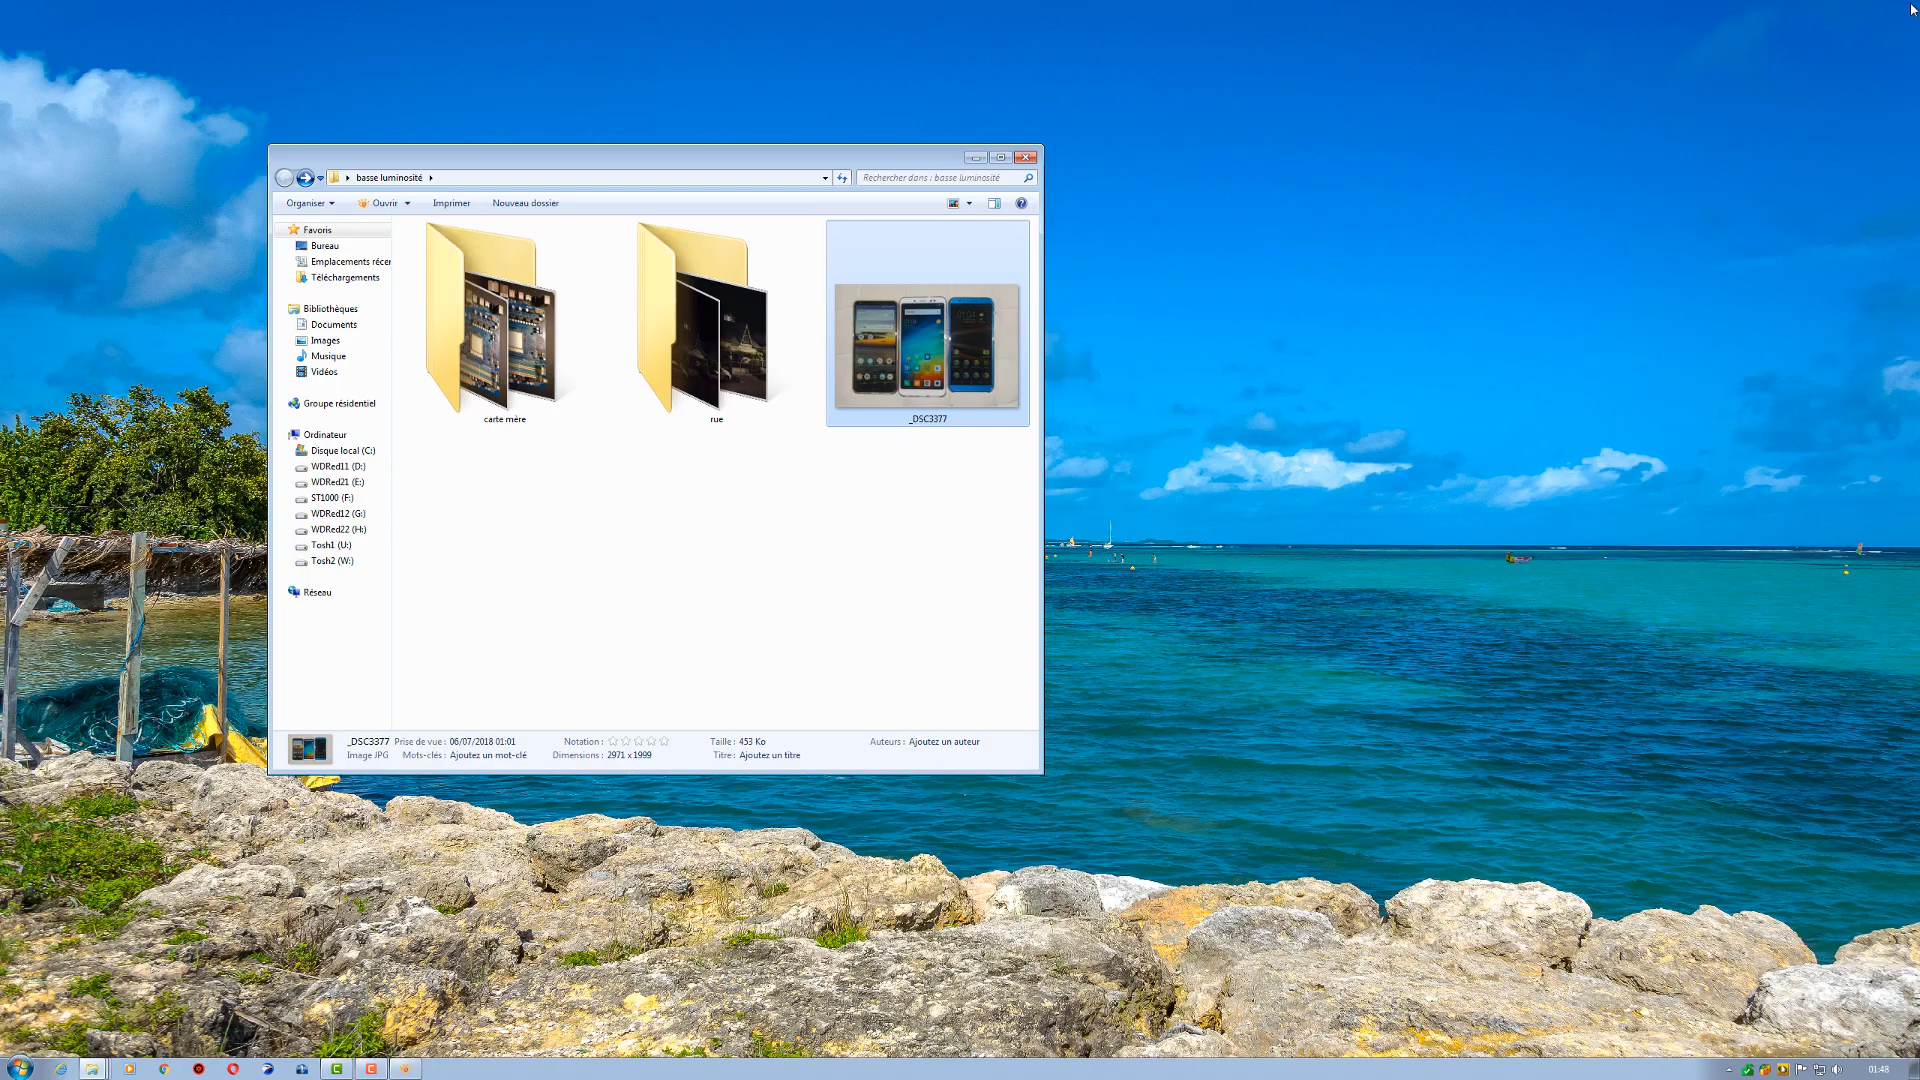 basse luminosité
Rechercher dans : basse luminosité
Organiser
Ouvrir
Imprimer
Nouveau dossier
Favoris
Bureau
Emplacements récer
Téléchargements
Bibliothèques
Documents
Images
Musique
Vidéos
Groupe résidentiel
Ordinateur
Disque local (C:)
WDRed11 (D:)
WDRed21 (E:)
ST1000 (F:)
WDRed12 (G:)
WDRed22 (H:)
Tosh1 (U:)
Tosh2 (W:)
Réseau
carte mère
rue
_DSC3377
_DSC3377 Prise de vue : 06/07/2018 01:01 Notation : Taille : 453 Ko Auteurs : Ajoutez un auteur
Image JPG Mots-clés : Ajoutez un mot-clé Dimensions : 2971 x 1999 Titre : Ajoutez un titre
01:48